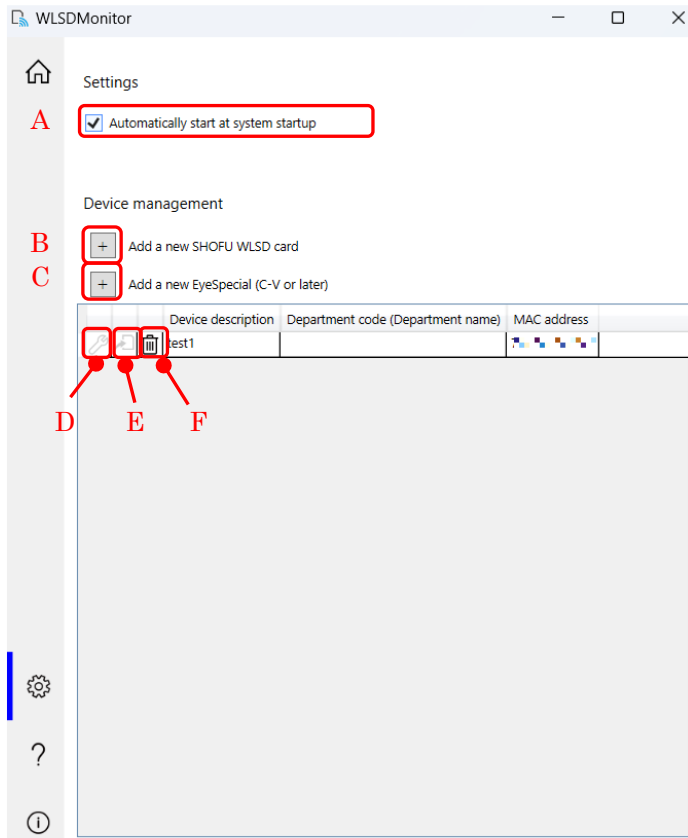 WLSDMonitor
Settings
A
Automatically start at system startup
Device management
B
+ Add a new SHOFU WLSD card
C
+ Add a new EyeSpecial (C-V or later)
Device description Department code (Department name) MAC address
test1
D E F
?
i